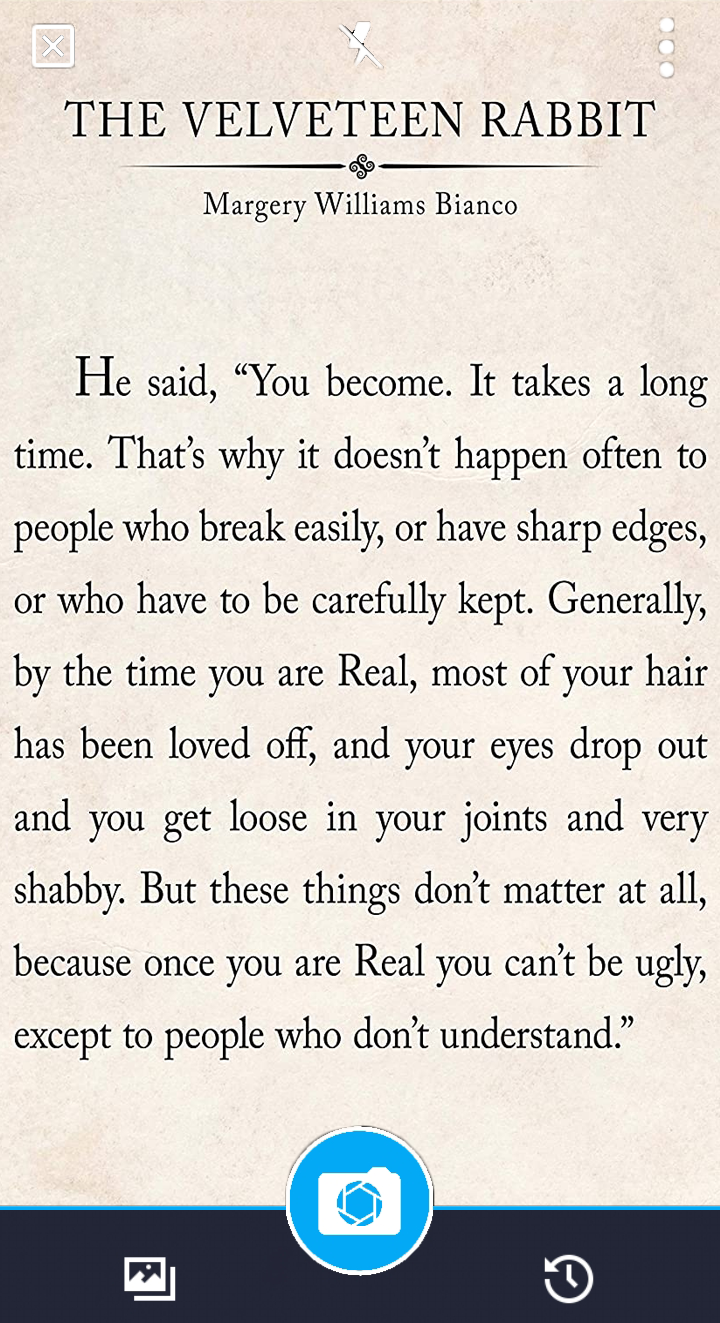 THE VELVETEEN RABBIT
Margery Williams Bianco
He said, “You become. It takes a long
time. That’s why it doesn’t happen often to
people who break easily, or have sharp edges,
or who have to be carefully kept. Generally,
by the time you are Real, most of your hair
has been loved off, and your eyes drop out
and you get loose in your joints and very
shabby. But these things don’t matter at all,
because once you are Real you can’t be ugly,
except to people who don’t understand.”